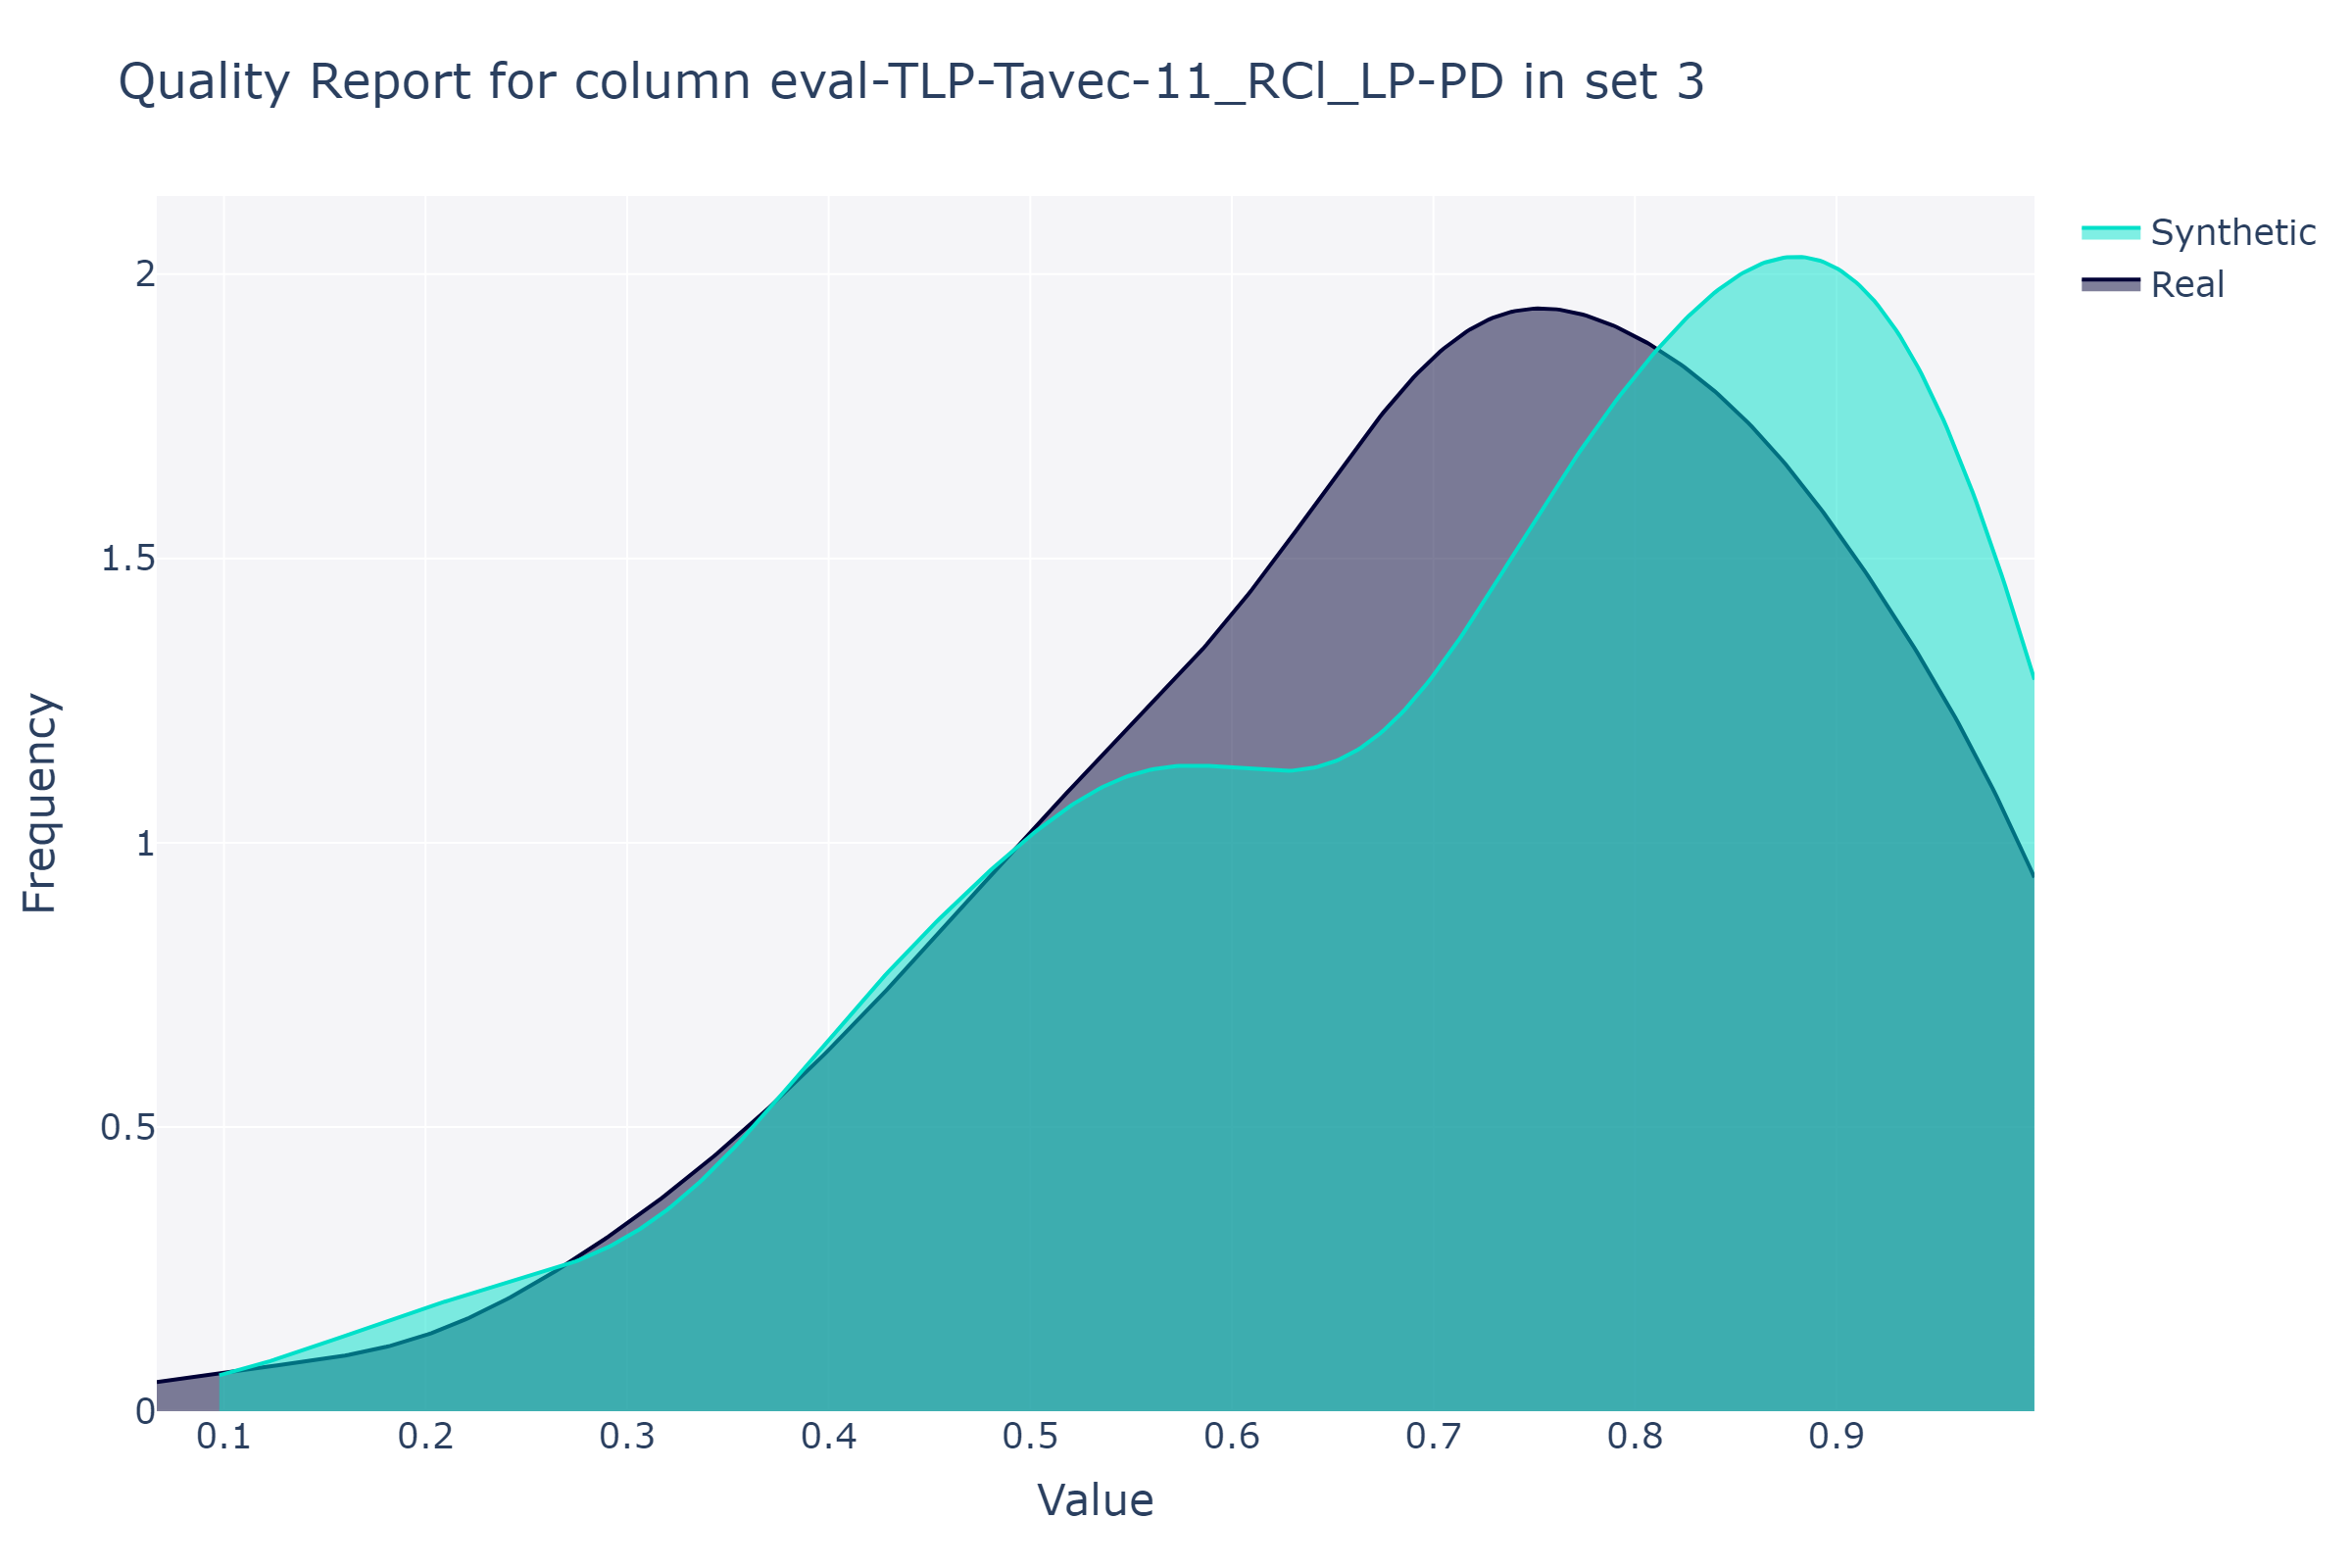 Quality Report for column eval-TLP-Tavec-11_RCl_LP-PD in set 3
Synthetic
Real
2
1.5
1
0.5
0
Frequency
0.1 0.2 0.3 0.4 0.5 0.6 0.7 0.8 0.9
Value